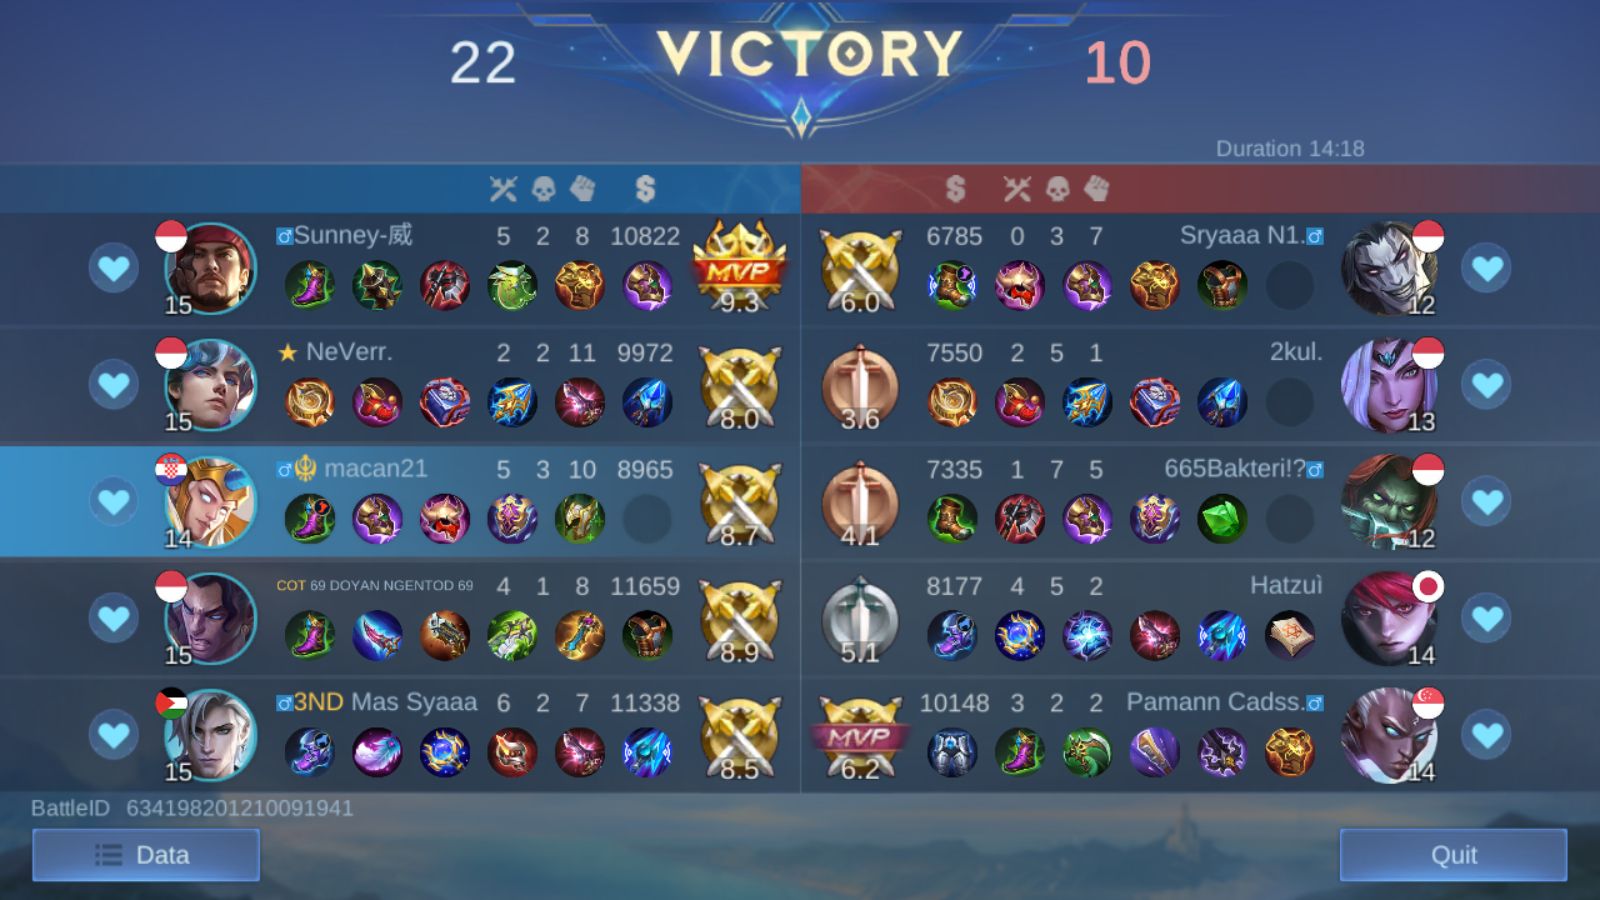 22 VICTORY 10
Duration 14:18
Sunney-威 5 2 8 10822 MVP 9.3 15
6.0 6785 0 3 7 Sryaaa N1. 12
NeVerr. 2 2 11 9972 8.0 15
3.6 7550 2 5 1 2kul. 13
macan21 5 3 10 8965 8.7 14
4.1 7335 1 7 5 665Bakteri!? 12
COT 69 DOYAN NGENTOD 69 4 1 8 11659 8.9 15
5.1 8177 4 5 2 Hatzuì 14
3ND Mas Syaaa 6 2 7 11338 8.5 15
MVP 6.2 10148 3 2 2 Pamann Cadss. 14
BattleID 634198201210091941
Data
Quit